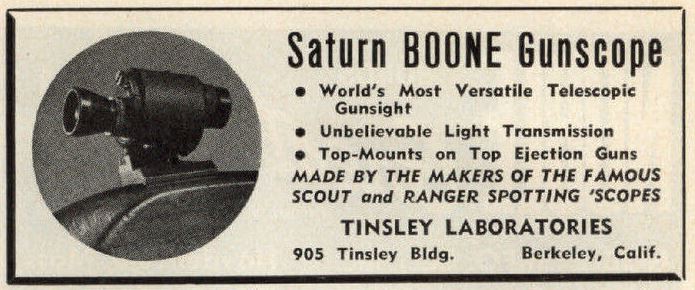 Saturn BOONE Gunscope
• World's Most Versatile Telescopic
Gunsight
• Unbelievable Light Transmission
• Top-Mounts on Top Ejection Guns
MADE BY THE MAKERS OF THE FAMOUS
SCOUT and RANGER SPOTTING 'SCOPES
TINSLEY LABORATORIES
905 Tinsley Bldg. Berkeley, Calif.